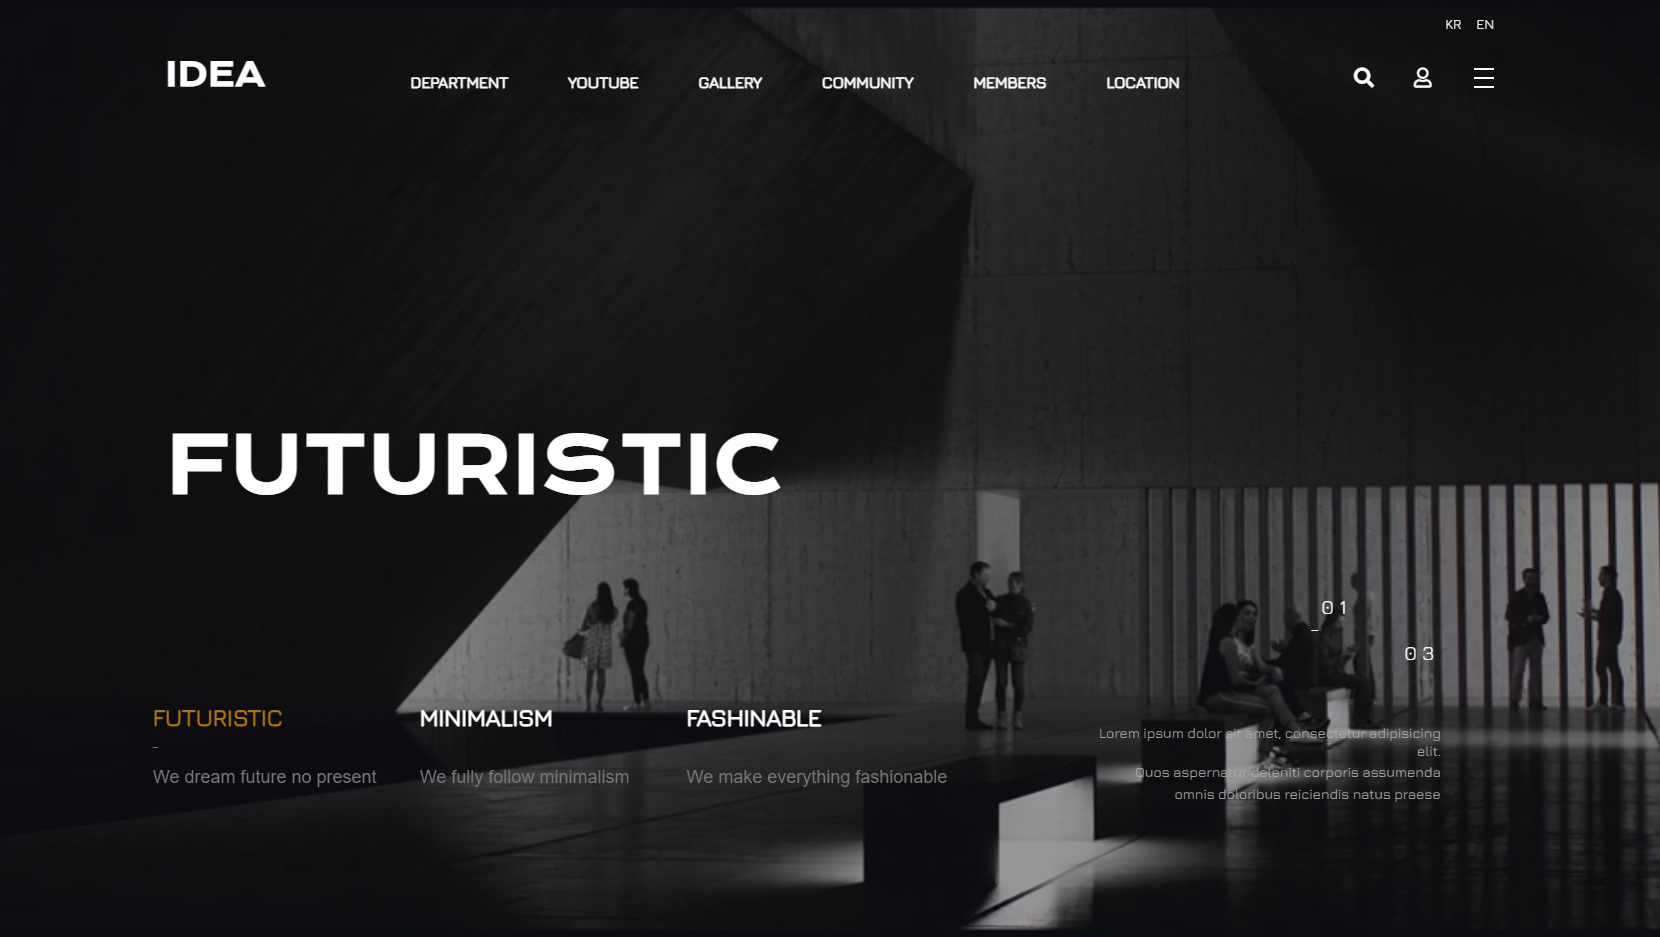 KR EN
IDEA
DEPARTMENT YOUTUBE GALLERY COMMUNITY MEMBERS LOCATION
FUTURISTIC
01
03
FUTURISTIC
We dream future no present
MINIMALISM
We fully follow minimalism
FASHINABLE
We make everything fashionable
Lorem ipsum dolor sit amet, consectetur adipisicing
elit.
Quos aspernatur deleniti corporis assumenda
omnis doloribus reiciendis natus praese